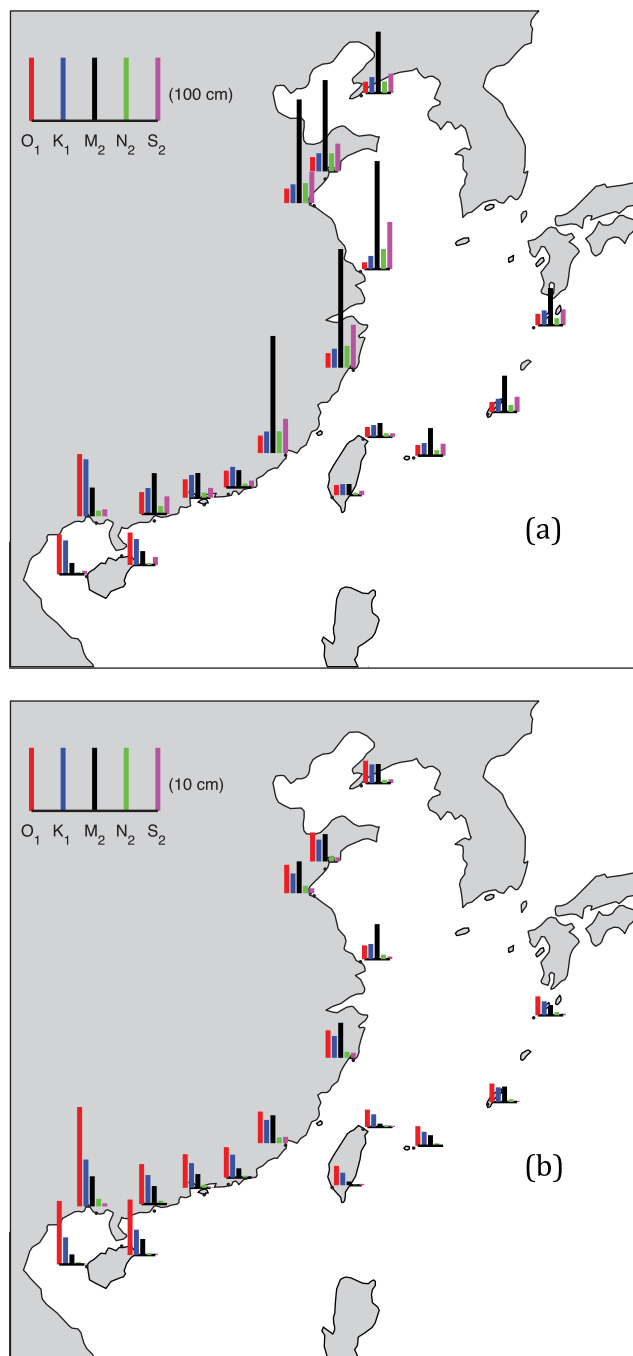 (100 cm)
O₁ K₁ M₂ N₂ S₂
(a)
(10 cm)
O₁ K₁ M₂ N₂ S₂
(b)